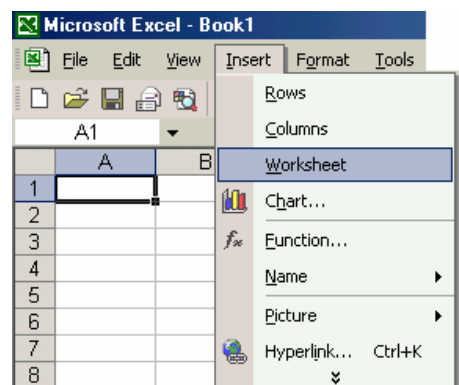 Microsoft Excel - Book1
File Edit View Insert Format Tools
Rows
A1
Columns
A B
Worksheet
1
2
Chart...
3
fx Function...
4
Name
5
6
Picture
7
Hyperlink... Ctrl+K
8